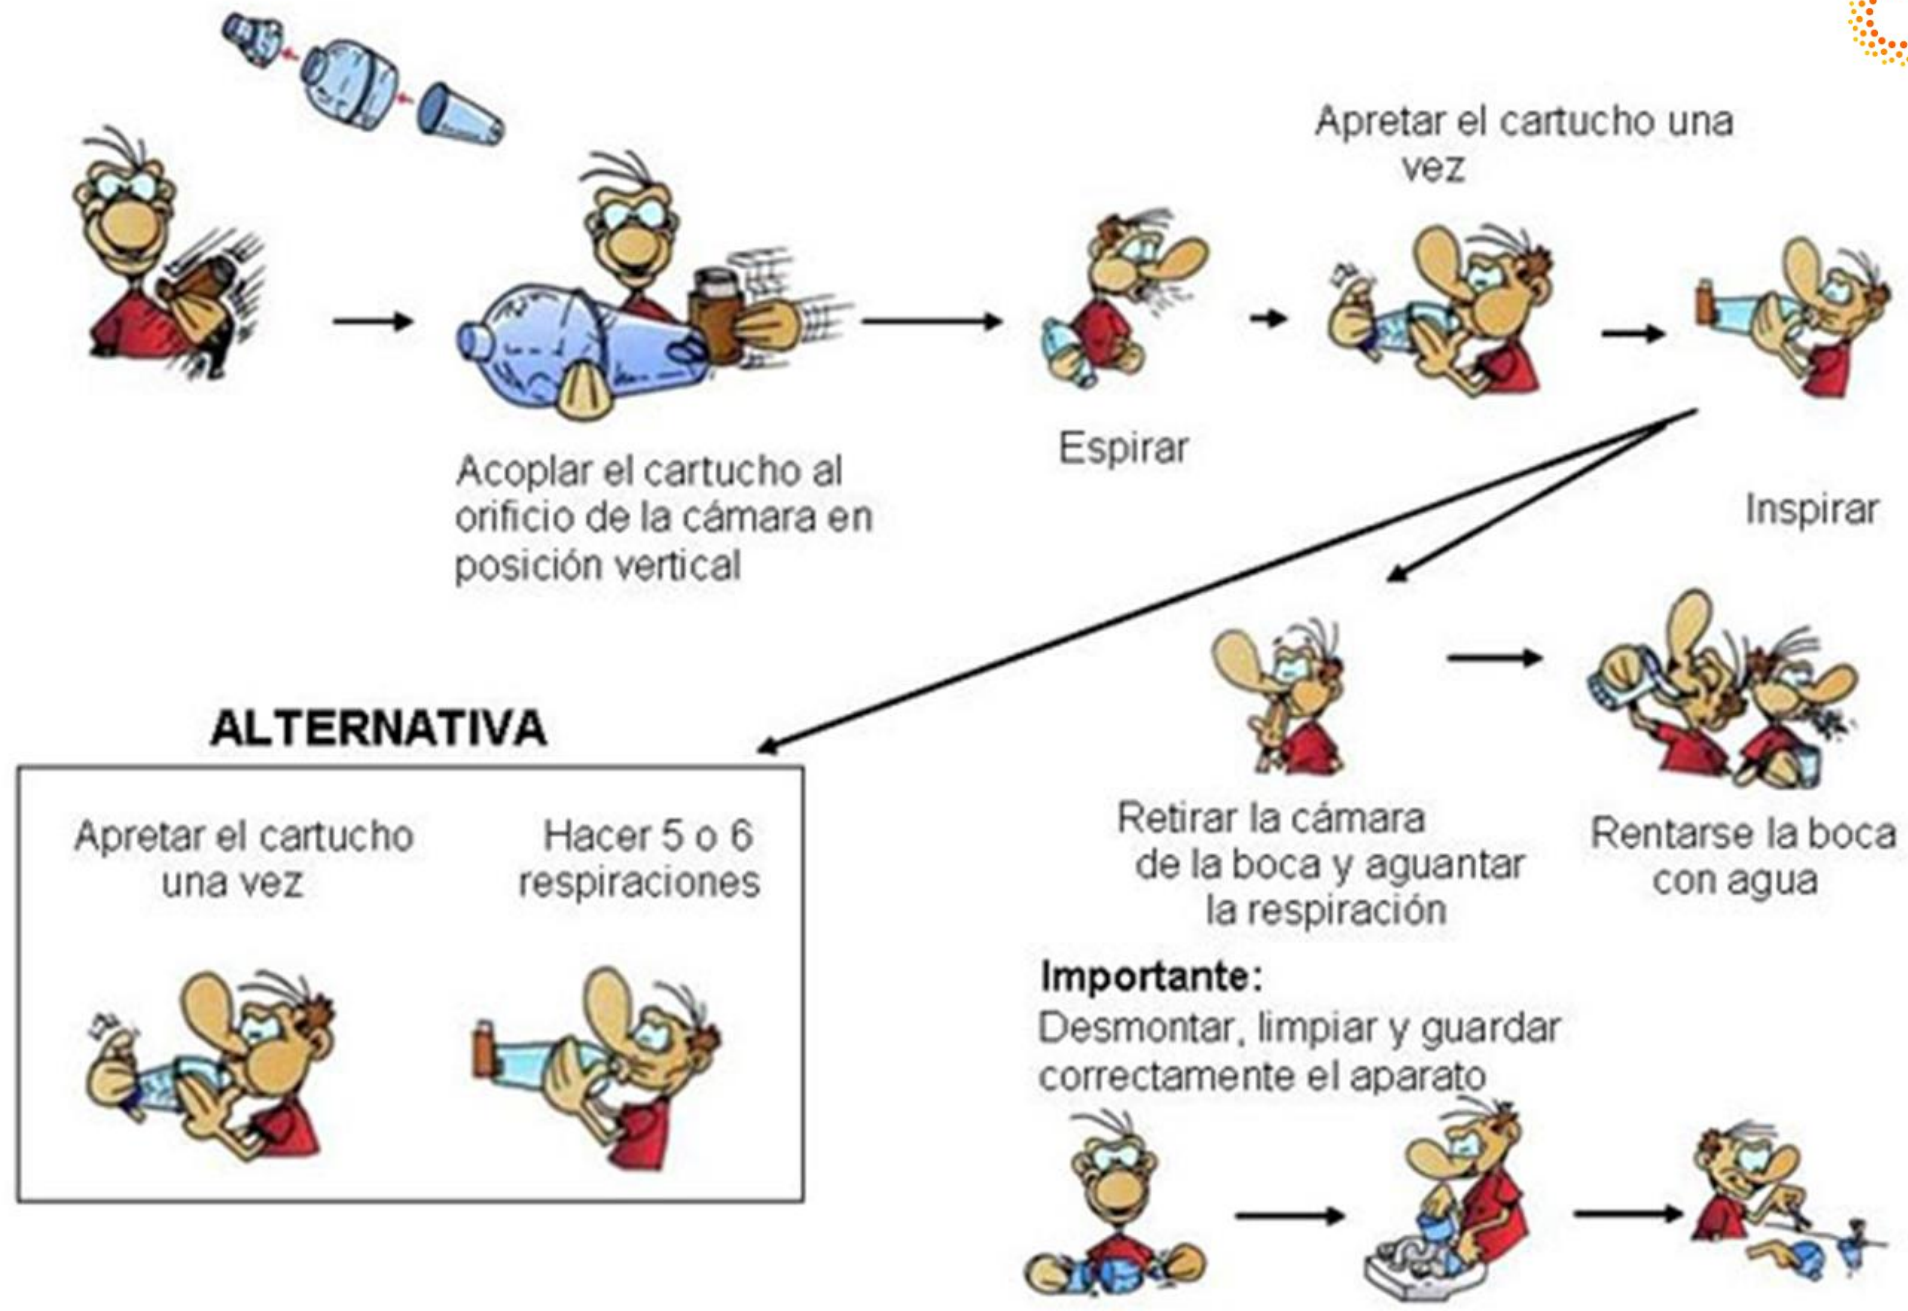 Apretar el cartucho una
vez
Acoplar el cartucho al
orificio de la cámara en
posición vertical
Espirar
Inspirar
Retirar la cámara
de la boca y aguantar
la respiración
Rentarse la boca
con agua
ALTERNATIVA
Apretar el cartucho
una vez
Hacer 5 o 6
respiraciones
Importante:
Desmontar, limpiar y guardar
correctamente el aparato